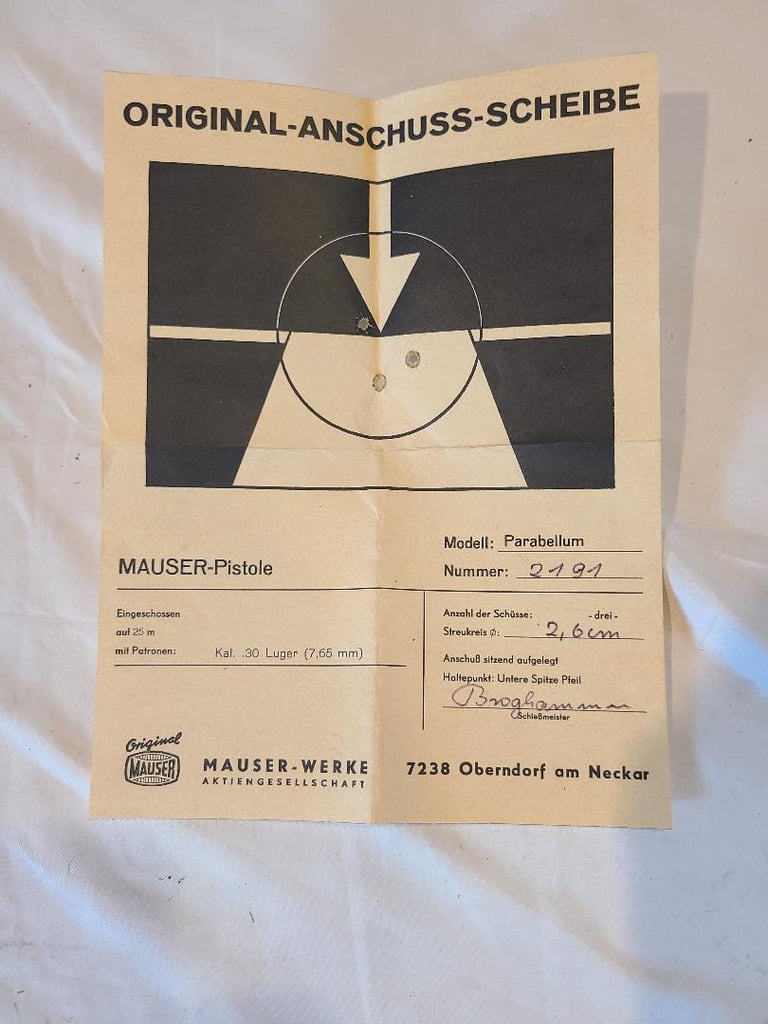 ORIGINAL-ANSCHUSS-SCHEIBE
MAUSER-Pistole
Modell: Parabellum
Nummer: 2191
Eingeschossen
auf 25 m
mit Patronen: Kal. .30 Luger (7,65 mm)
Anzahl der Schüsse: - drei -
Streukreis ∅: 2,6cm
Anschuß sitzend aufgelegt
Haltepunkt: Untere Spitze Pfeil
Broghammer
Schießmeister
Original
MAUSER
MAUSER-WERKE
AKTIENGESELLSCHAFT
7238 Oberndorf am Neckar